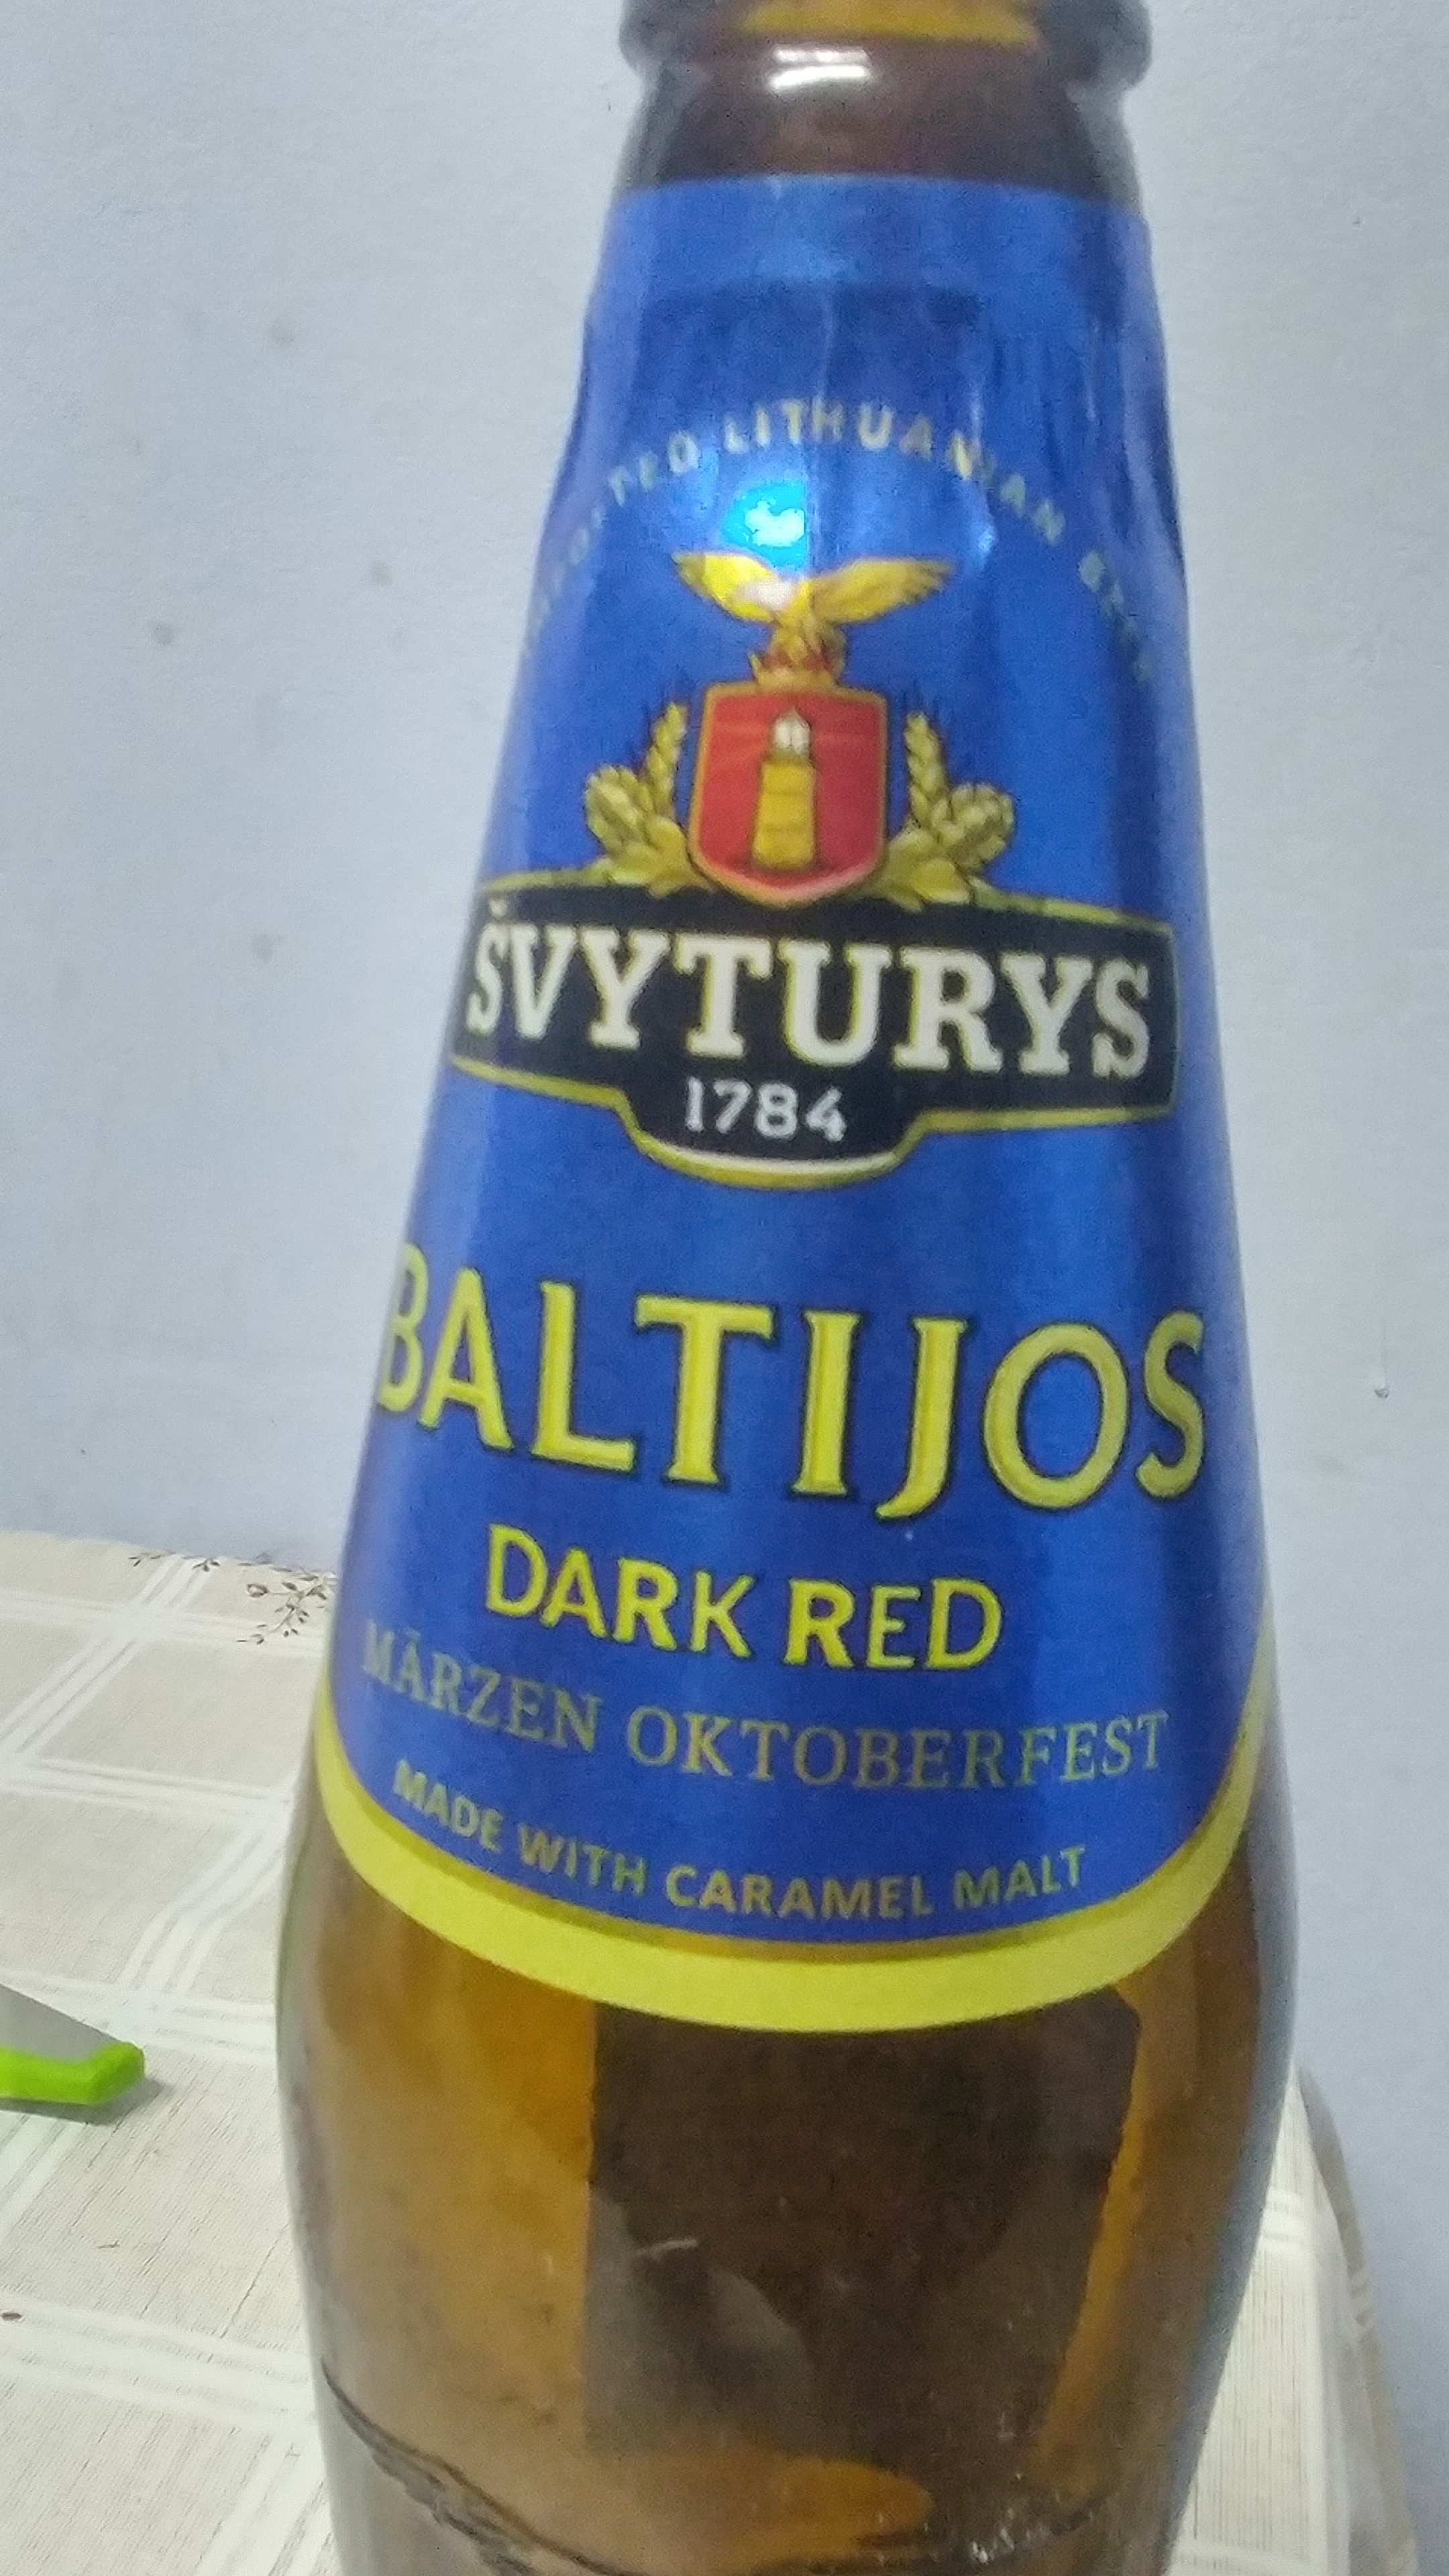 LITHUANIAN
ŠVYTURYS
1784
BALTIJOS
DARK RED
MÄRZEN OKTOBERFEST
MADE WITH CARAMEL MALT